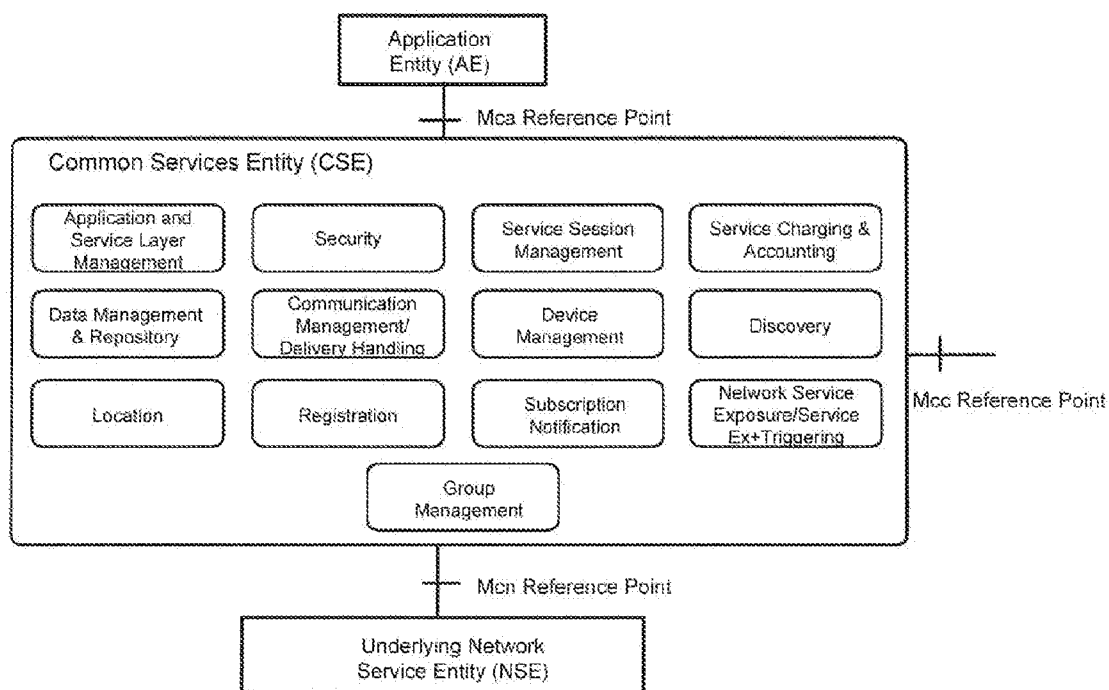 Application
Entity (AE)
Mca Reference Point
Common Services Entity (CSE)
Application and
Service Layer
Management
Security
Service Session
Management
Service Charging &
Accounting
Data Management
& Repository
Communication
Management/
Delivery Handling
Device
Management
Discovery
Mcc Reference Point
Location
Registration
Subscription
Notification
Network Service
Exposure/Service
Ex+Triggering
Group
Management
Mcn Reference Point
Underlying Network
Service Entity (NSE)